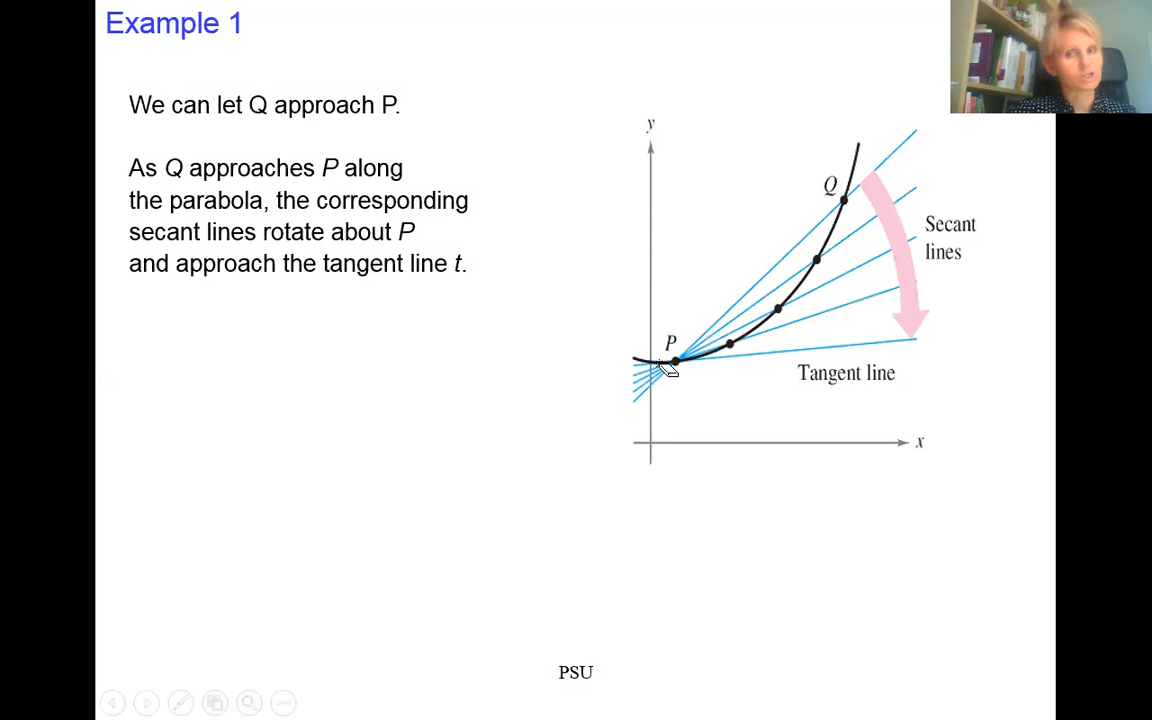 Example 1
We can let Q approach P.
As Q approaches P along
the parabola, the corresponding
secant lines rotate about P
and approach the tangent line t.
y
Q
Secant
lines
P
Tangent line
x
PSU